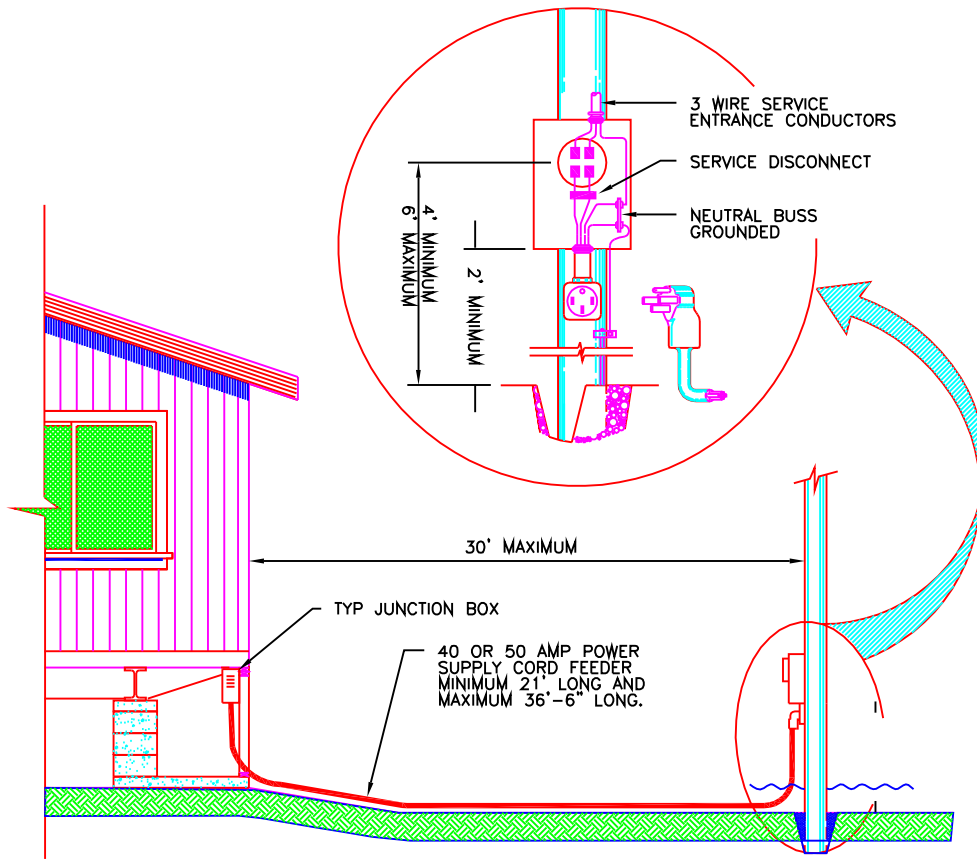 3 WIRE SERVICE
ENTRANCE CONDUCTORS
SERVICE DISCONNECT
NEUTRAL BUSS
GROUNDED
4' MINIMUM
6' MAXIMUM
2' MINIMUM
30' MAXIMUM
TYP JUNCTION BOX
40 OR 50 AMP POWER
SUPPLY CORD FEEDER
MINIMUM 21' LONG AND
MAXIMUM 36'-6" LONG.